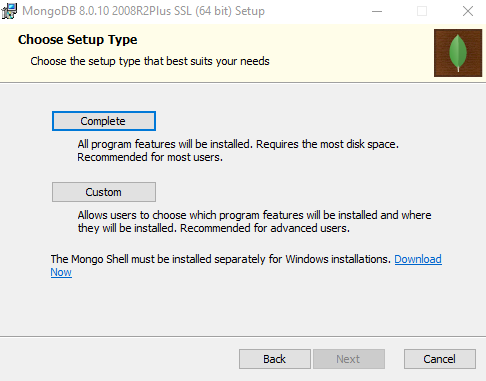 MongoDB 8.0.10 2008R2Plus SSL (64 bit) Setup
Choose Setup Type
Choose the setup type that best suits your needs
Complete
All program features will be installed. Requires the most disk space.
Recommended for most users.
Custom
Allows users to choose which program features will be installed and where
they will be installed. Recommended for advanced users.
The Mongo Shell must be installed separately for Windows installations. Download
Now
Back Next Cancel